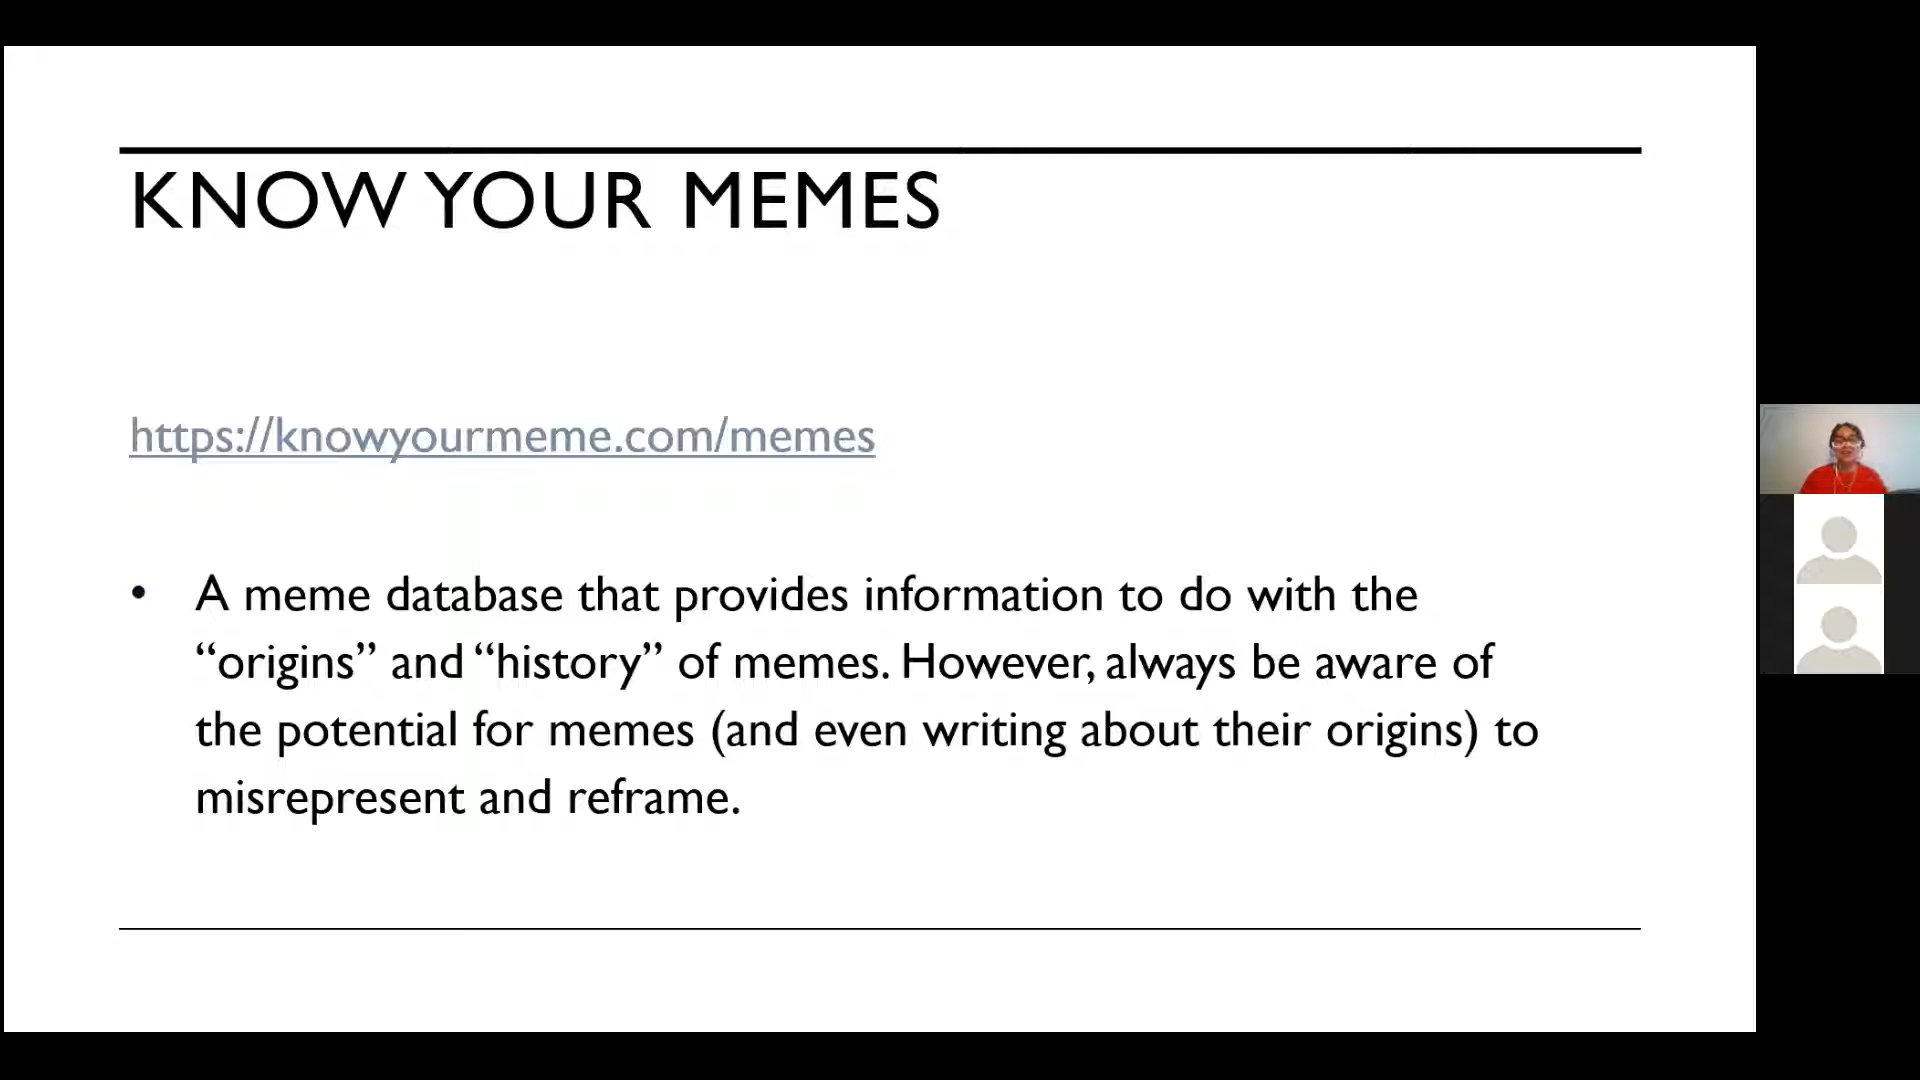 KNOW YOUR MEMES
https://knowyourmeme.com/memes
• A meme database that provides information to do with the
“origins” and “history” of memes. However, always be aware of
the potential for memes (and even writing about their origins) to
misrepresent and reframe.